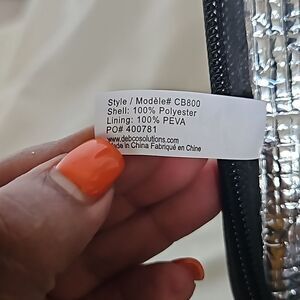 Style / Modèle# CB800
Shell: 100% Polyester
Lining: 100% PEVA
PO# 400781
www.debcosolutions.com
Made in China Fabriqué en Chine